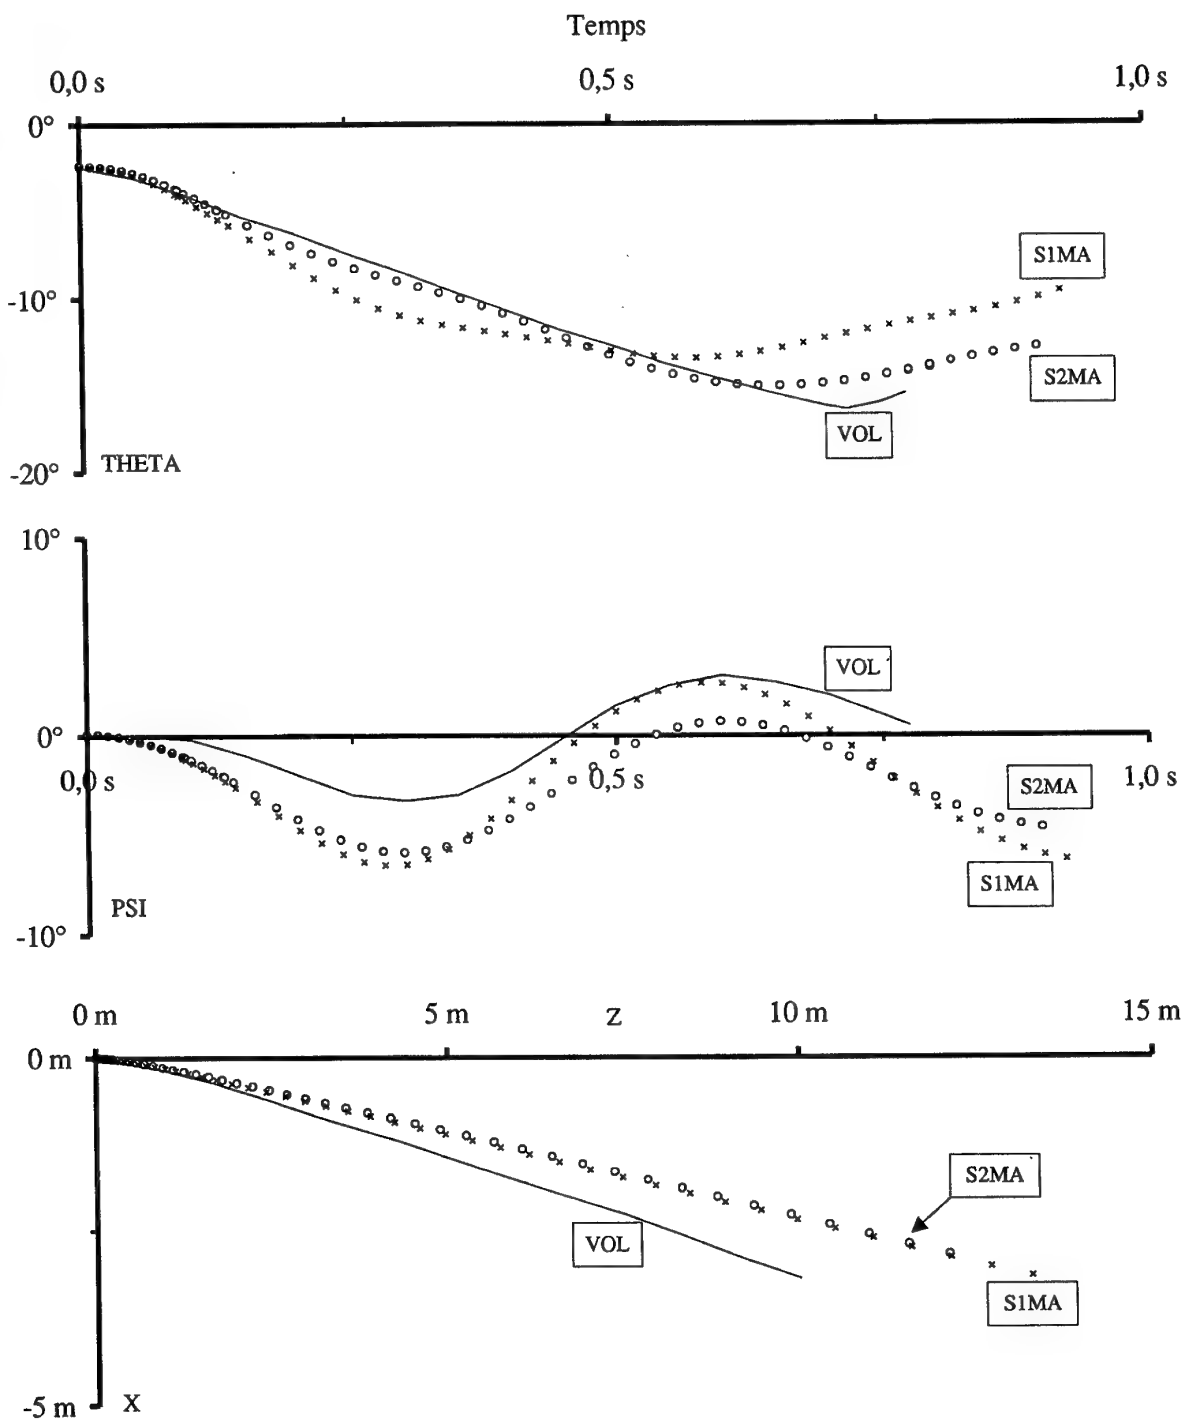 Temps
0,0 s 0,5 s 1,0 s
0°
S1MA
-10°
S2MA
VOL
THETA
-20°
10°
VOL
0°
0,0 s 0,5 s 1,0 s
S2MA
S1MA
PSI
-10°
0 m 5 m Z 10 m 15 m
0 m
S2MA
VOL
S1MA
-5 m X